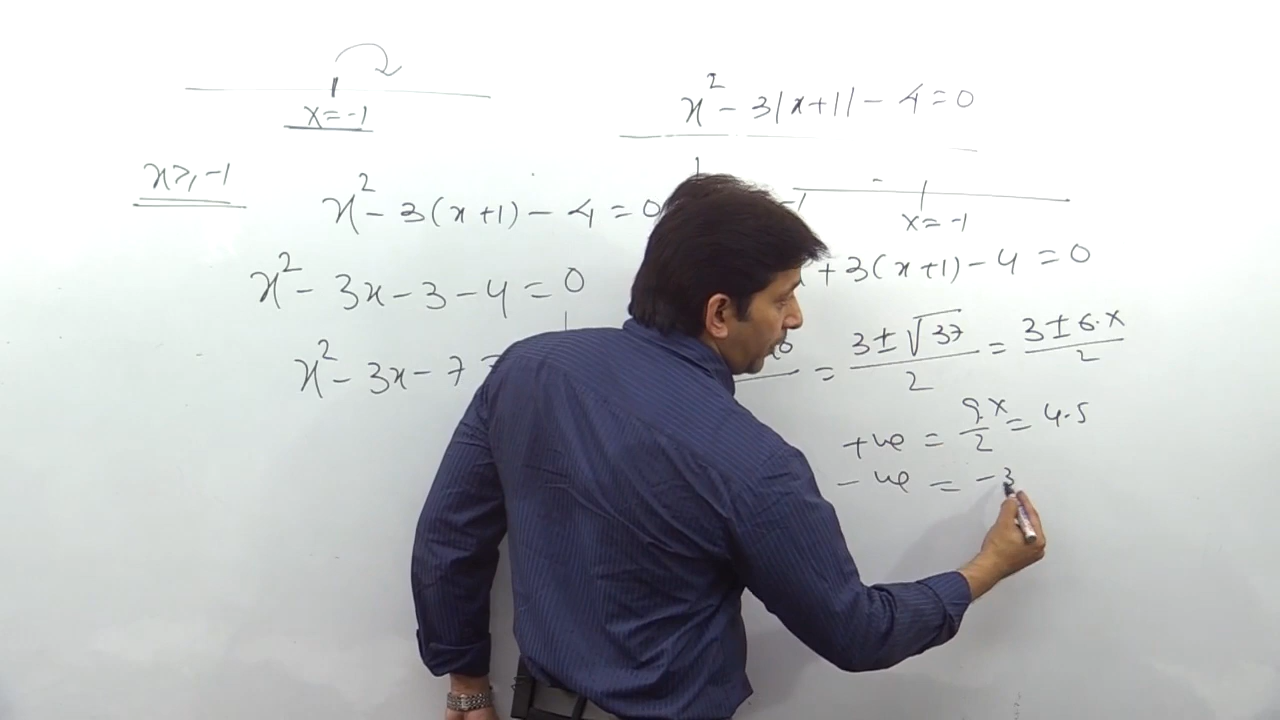 x = -1
x² - 3|x+1| - 4 = 0
x ≥ -1
x² - 3(x+1) - 4 = 0
x = -1
x² - 3x - 3 - 4 = 0
+ 3(x+1) - 4 = 0
x² - 3x - 7
= 3 ± √37 / 2 = 3 ± 6.x / 2
+ve = 9.x / 2 = 4.5
-ve = -3